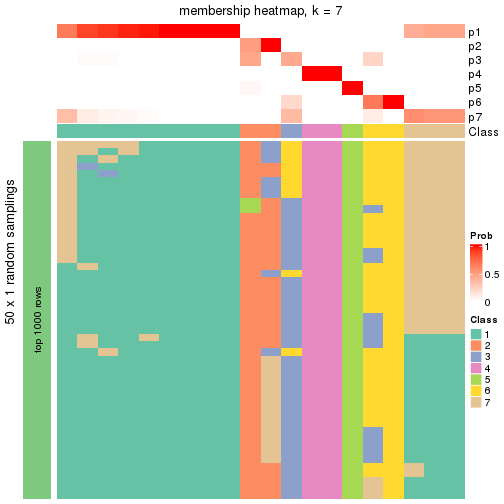 membership heatmap, k = 7
p1
p2
p3
p4
p5
p6
p7
Class
50 x 1 random samplings
top 1000 rows
Prob
1
0.5
0
Class
1
2
3
4
5
6
7